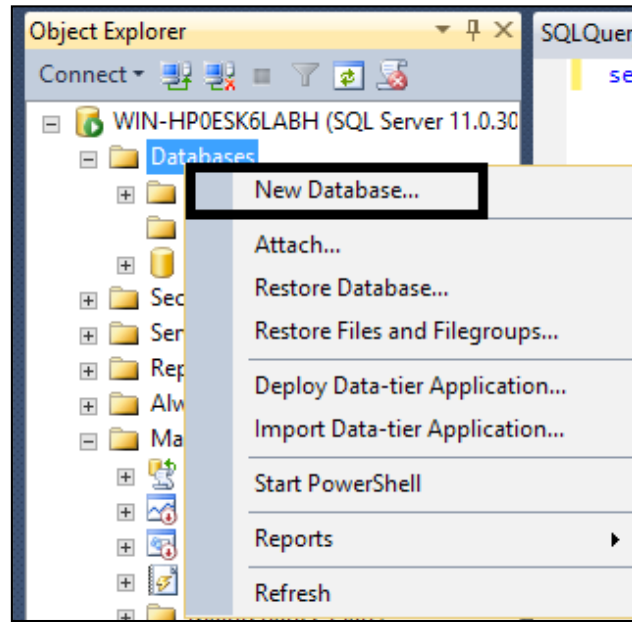 Object Explorer
SQLQuer
Connect
se
WIN-HP0ESK6LABH (SQL Server 11.0.30
Databases
New Database...
Attach...
Sec
Restore Database...
Ser
Restore Files and Filegroups...
Rep
Deploy Data-tier Application...
Alw
Import Data-tier Application...
Ma
Start PowerShell
Reports
Refresh